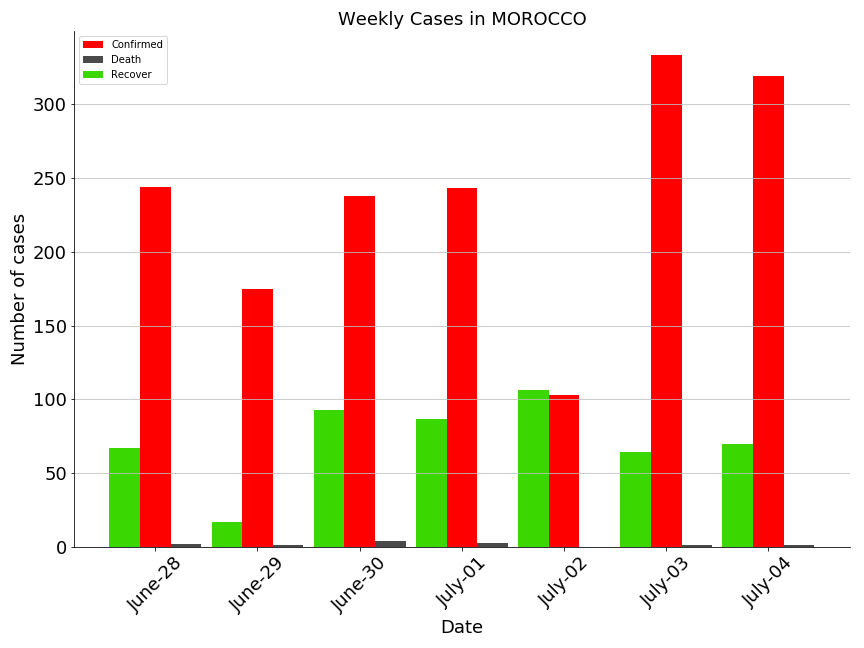 Weekly Cases in MOROCCO
Confirmed
Death
Recover
Number of cases
300
250
200
150
100
50
0
June-28
June-29
June-30
July-01
July-02
July-03
July-04
Date